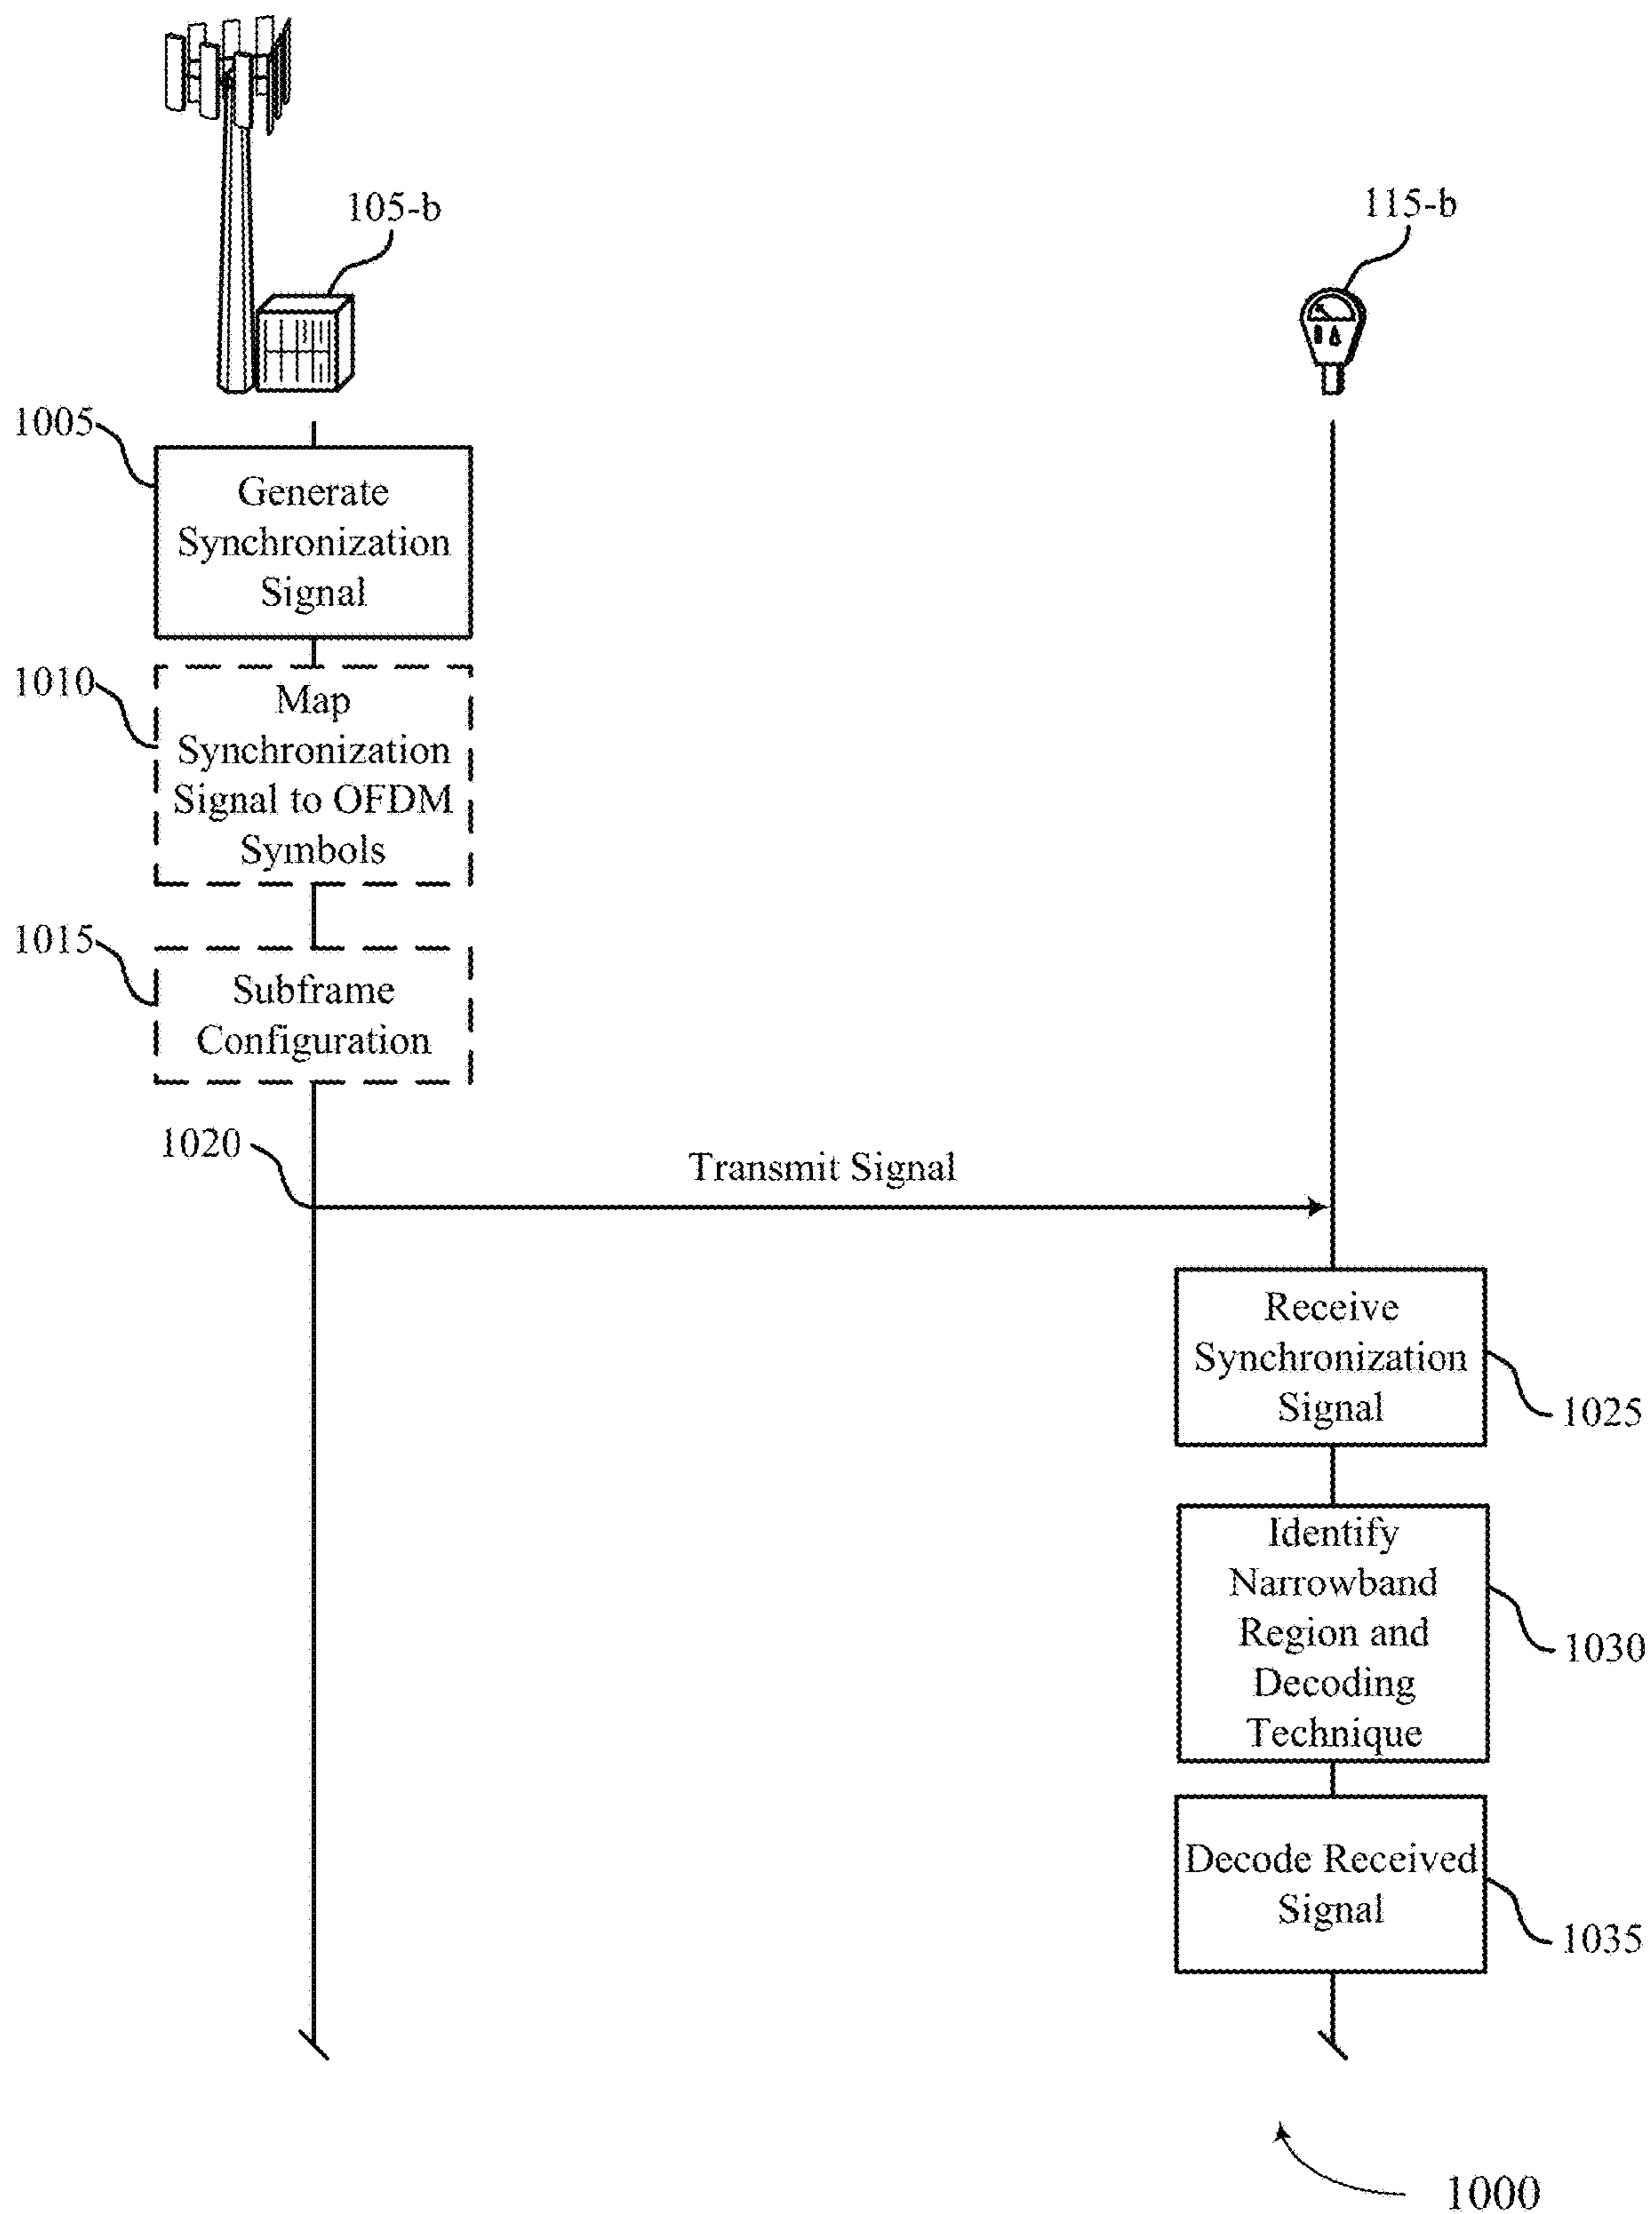 105-b
115-b
1005
Generate
Synchronization
Signal
1010
Map
Synchronization
Signal to OFDM
Symbols
1015
Subframe
Configuration
1020
Transmit Signal
Receive
Synchronization
Signal
1025
Identify
Narrowband
Region and
Decoding
Technique
1030
Decode Received
Signal
1035
1000